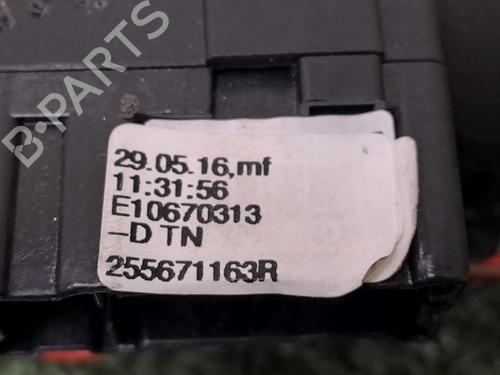 B·PARTS
29.05.16,mf
11:31:56
E10670313
-D TN
255671163R